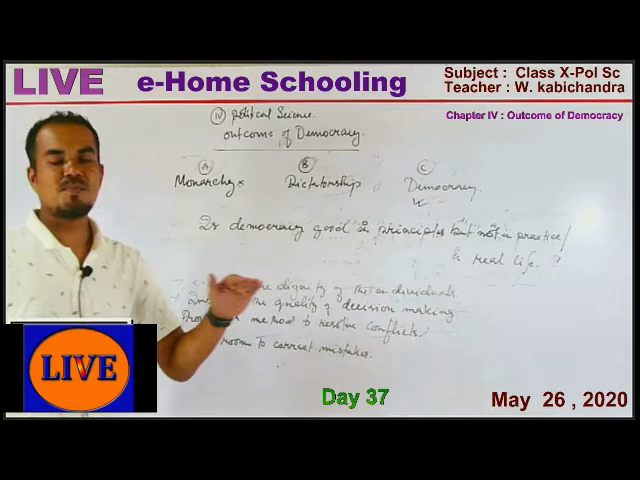 LIVE e-Home Schooling
Subject : Class X-Pol Sc
Teacher : W. kabichandra
Chapter IV : Outcome of Democracy
IV Political Science.
outcome of Democracy.
A B C
Monarchy Dictatorship Democracy
Is democracy good in principles but not in practice/
real life. ?
dignity of the individuals.
the quality of decision making
method to resolve conflicts
room to correct mistakes.
LIVE
Day 37
May 26 , 2020